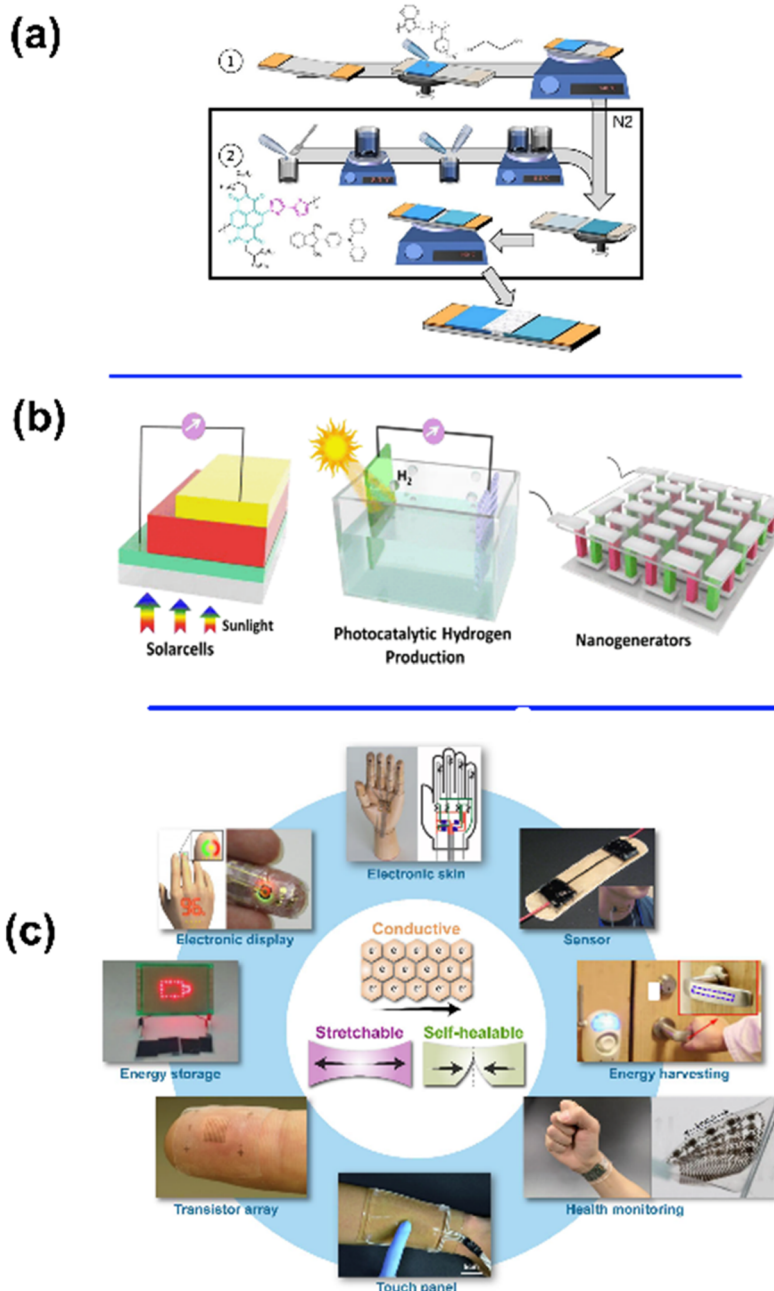 (a)
1
N2
2
(b)
H2
Sunlight
Solarcells
Photocatalytic Hydrogen
Production
Nanogenerators
(c)
Electronic skin
96
Electronic display
Sensor
Conductive
Stretchable
Self-healable
Energy storage
Energy harvesting
Transistor array
Health monitoring
Touch panel